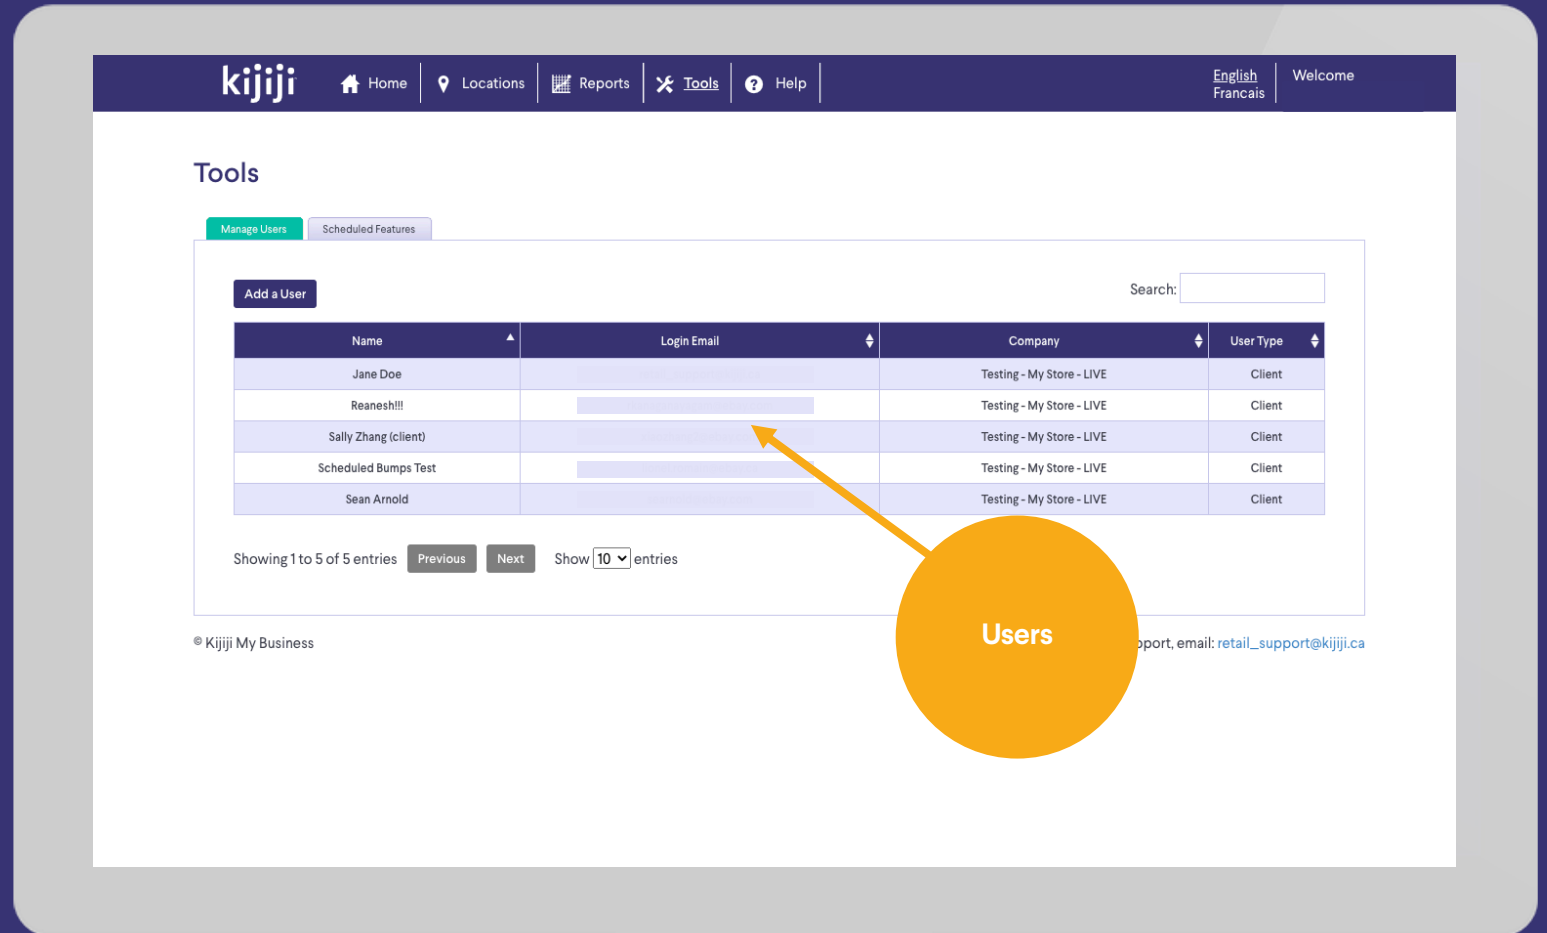 kijiji
Home
Locations
Reports
Tools
Help
English
Francais
Welcome
Tools
Manage Users
Scheduled Features
Add a User
Search:
Name Login Email Company User Type
Jane Doe Testing - My Store - LIVE Client
Reanesh!!! Testing - My Store - LIVE Client
Sally Zhang (client) Testing - My Store - LIVE Client
Scheduled Bumps Test Testing - My Store - LIVE Client
Sean Arnold Testing - My Store - LIVE Client
Showing 1 to 5 of 5 entries Previous Next Show 10 entries
Users
© Kijiji My Business
email: retail_support@kijiji.ca